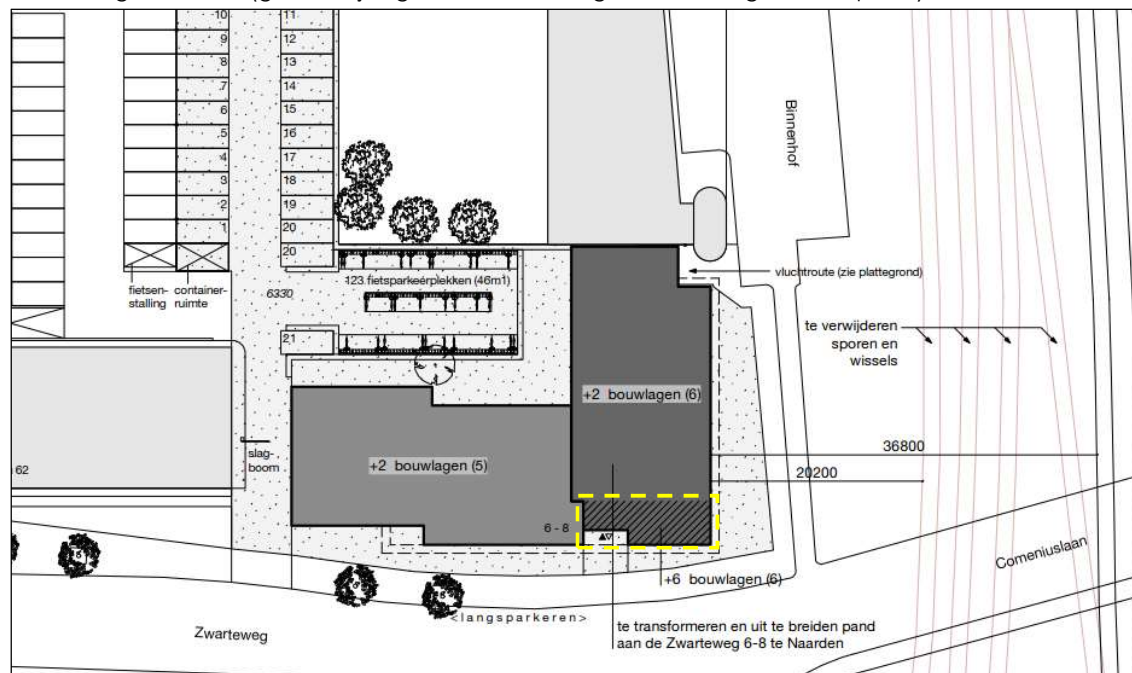 10
9
8
7
6
5
4
3
2
1
11
12
13
14
15
16
17
18
19
20
20
21
fietsen-
stalling
container-
ruimte
6330
123 fietsparkeerplekken (46m1)
Binnenhof
vluchtroute (zie plattegrond)
te verwijderen
sporen en
wissels
+2 bouwlagen (6)
36800
20200
slag-
boom
+2 bouwlagen (5)
62
6 - 8
+6 bouwlagen (6)
Comeniuslaan
<langsparkeren>
Zwarteweg
te transformeren en uit te breiden pand
aan de Zwarteweg 6-8 te Naarden